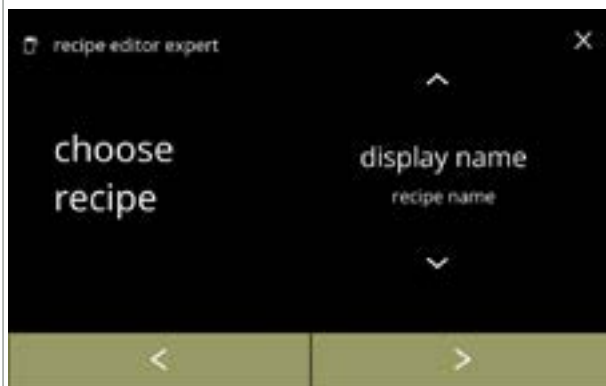 recipe editor expert
choose
recipe
display name
recipe name